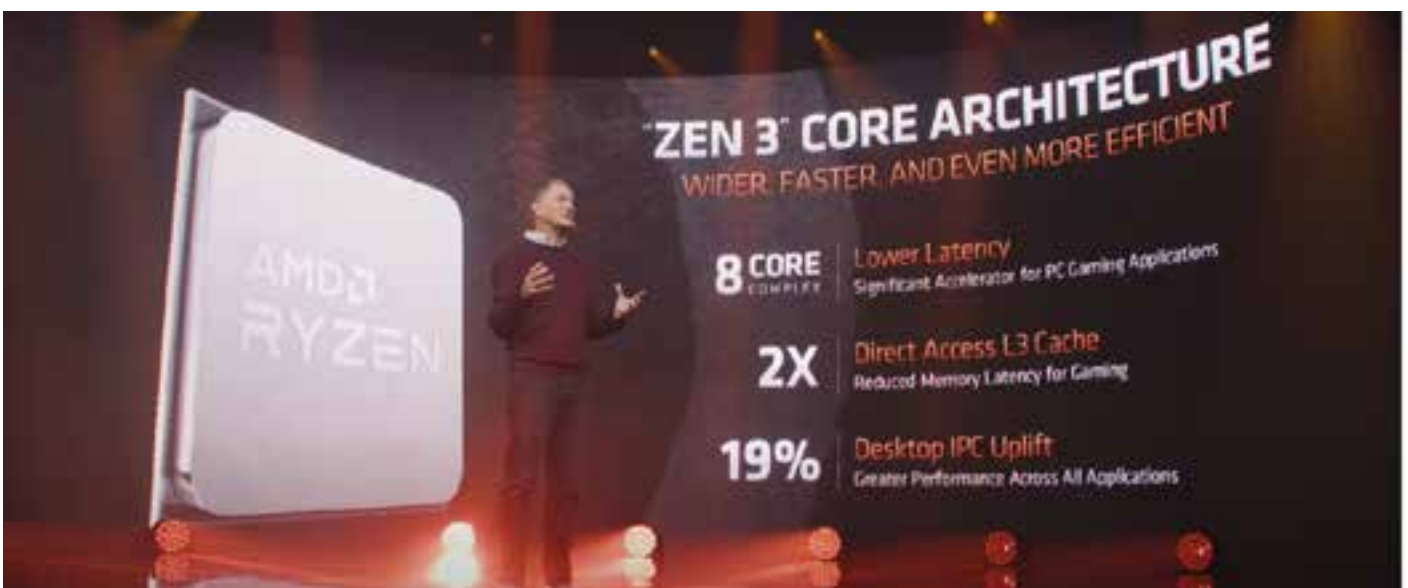 AMD
RYZEN
"ZEN 3" CORE ARCHITECTURE
WIDER, FASTER, AND EVEN MORE EFFICIENT
8 CORE
COMPLEX
Lower Latency
Significant Accelerator for PC Gaming Applications
2X
Direct Access L3 Cache
Reduced Memory Latency for Gaming
19%
Desktop IPC Uplift
Greater Performance Across All Applications